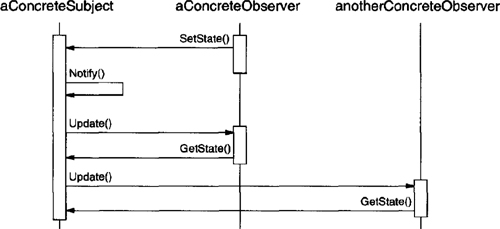 aConcreteSubject aConcreteObserver anotherConcreteObserver
SetState()
Notify()
Update()
GetState()
Update()
GetState()